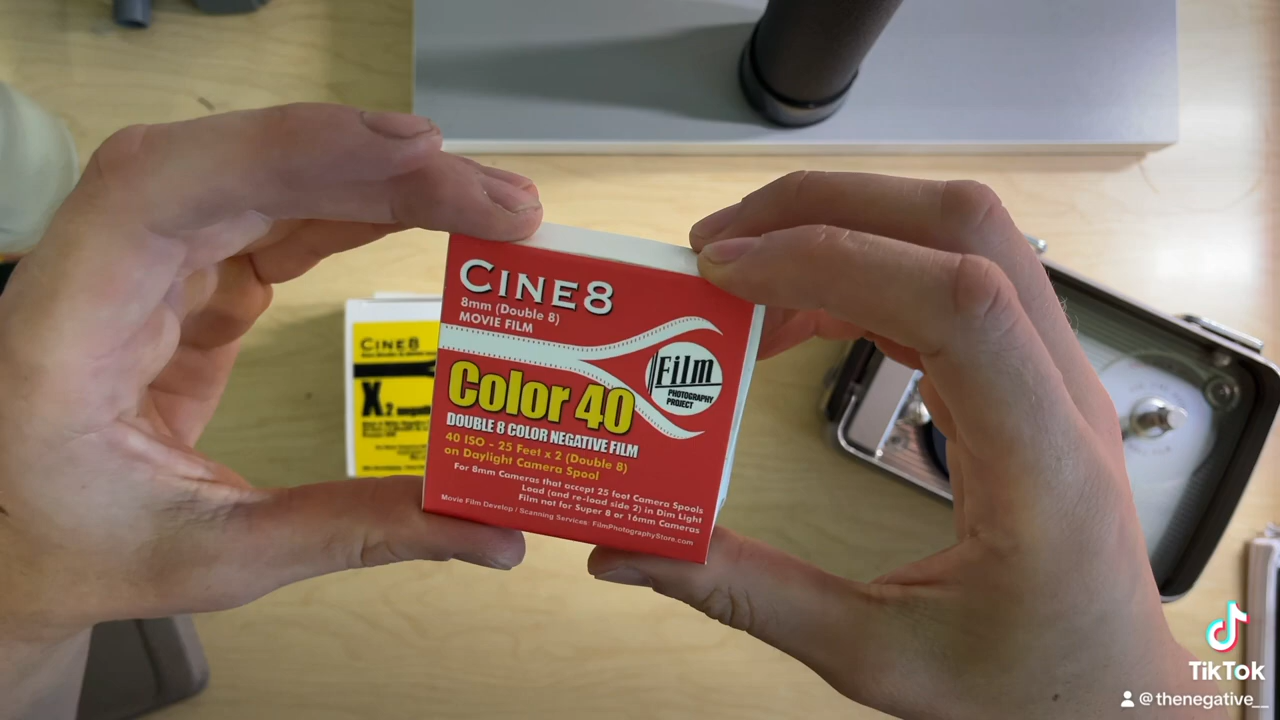 CINE8
8mm (Double 8)
MOVIE FILM
Film
PHOTOGRAPHY
PROJECT
Color 40
DOUBLE 8 COLOR NEGATIVE FILM
40 ISO - 25 Feet x 2 (Double 8)
on Daylight Camera Spool
For 8mm Cameras that accept 25 foot Camera Spools
Load (and re-load side 2) in Dim Light
Film not for Super 8 or 16mm Cameras
Movie Film Develop / Scanning Services: FilmPhotographyStore.com
CINE8
X2
TikTok
@thenegative__